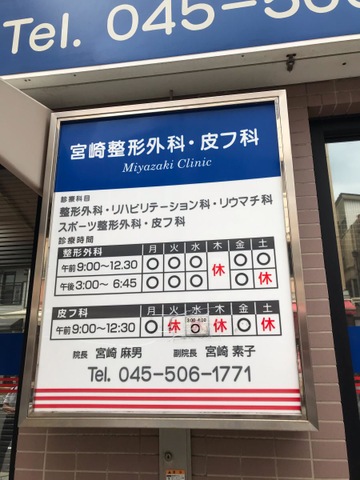 Tel. 045-50
宮崎整形外科・皮フ科
Miyazaki Clinic
診療科目
整形外科・リハビリテーション科・リウマチ科
スポーツ整形外科・皮フ科
診療時間
整形外科 月 火 水 木 金 土
午前 9:00〜12:30 ○ ○ ○ 休 ○ ○
午後 3:00〜 6:45 ○ ○ ○ ○ 休
皮フ科 月 火 水 木 金 土
午前 9:00〜12:30 ○ 休 ○ 休 ○ 休
院長 宮崎 麻男 副院長 宮崎 素子
Tel. 045-506-1771